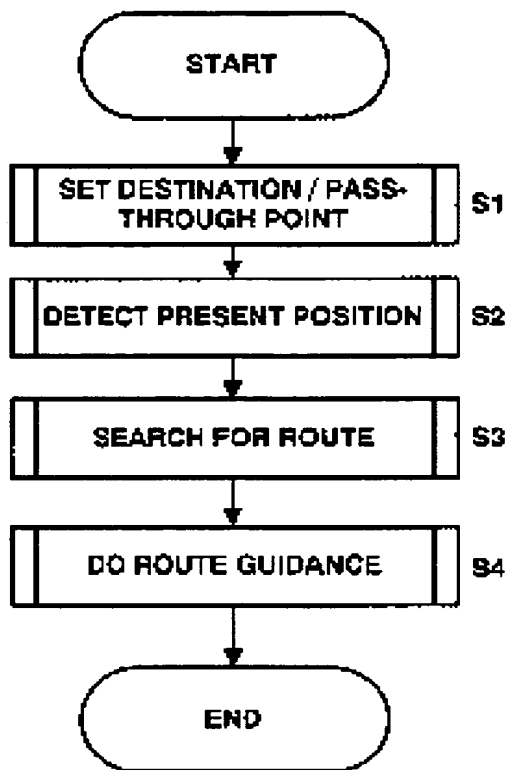 START
SET DESTINATION / PASS-
THROUGH POINT
S1
DETECT PRESENT POSITION
S2
SEARCH FOR ROUTE
S3
DO ROUTE GUIDANCE
S4
END